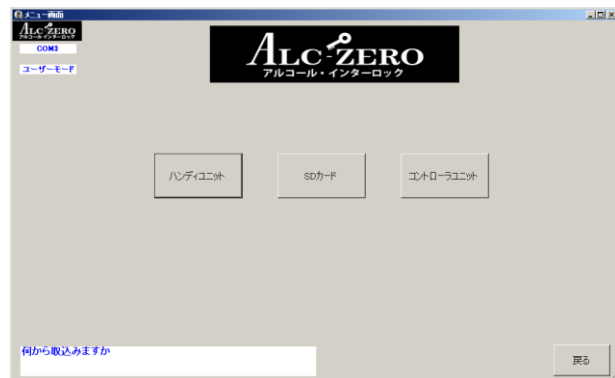 メニュー画面
ALC-ZERO
アルコール・インターロック
COM3
ユーザーモード
ALC-ZERO
アルコール・インターロック
ハンディユニット
SDカード
コントローラユニット
何から取込みますか
戻る